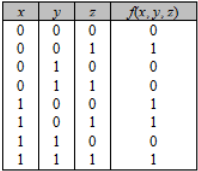 x y z f(x, y, z)
0 0 0 0
0 0 1 1
0 1 0 0
0 1 1 0
1 0 0 1
1 0 1 1
1 1 0 0
1 1 1 1